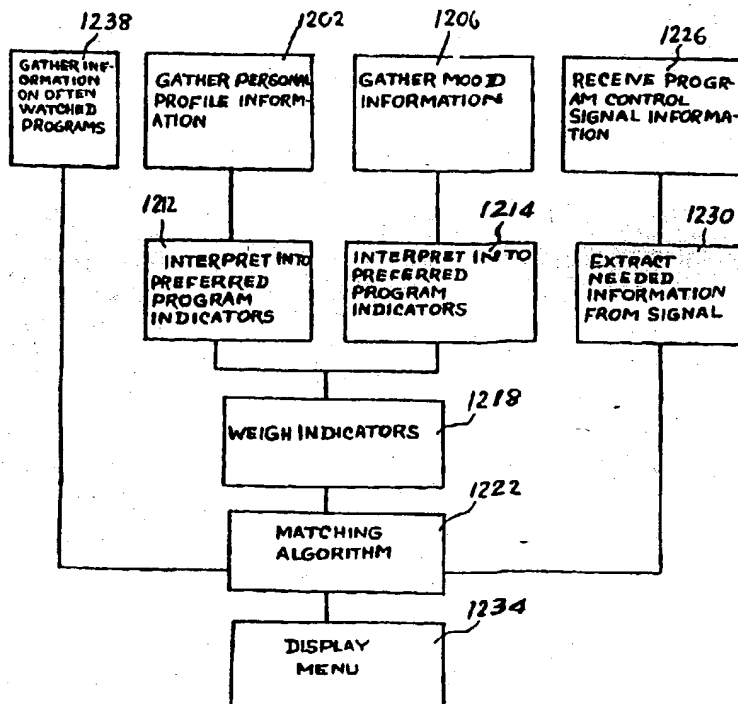 1238
1202
1206
1226
GATHER INF-
ORMATION
ON OFTEN
WATCHED
PROGRAMS
GATHER PERSONAL
PROFILE INFORM-
ATION
GATHER MOOD
INFORMATION
RECEIVE PROGR-
AM CONTROL
SIGNAL INFORMA-
TION
1212
1214
1230
INTERPRET INTO
PREFERRED
PROGRAM
INDICATORS
INTERPRET INTO
PREFERRED
PROGRAM
INDICATORS
EXTRACT
NEEDED
INFORMATION
FROM SIGNAL
1218
WEIGH INDICATORS
1222
MATCHING
ALGORITHM
1234
DISPLAY
MENU